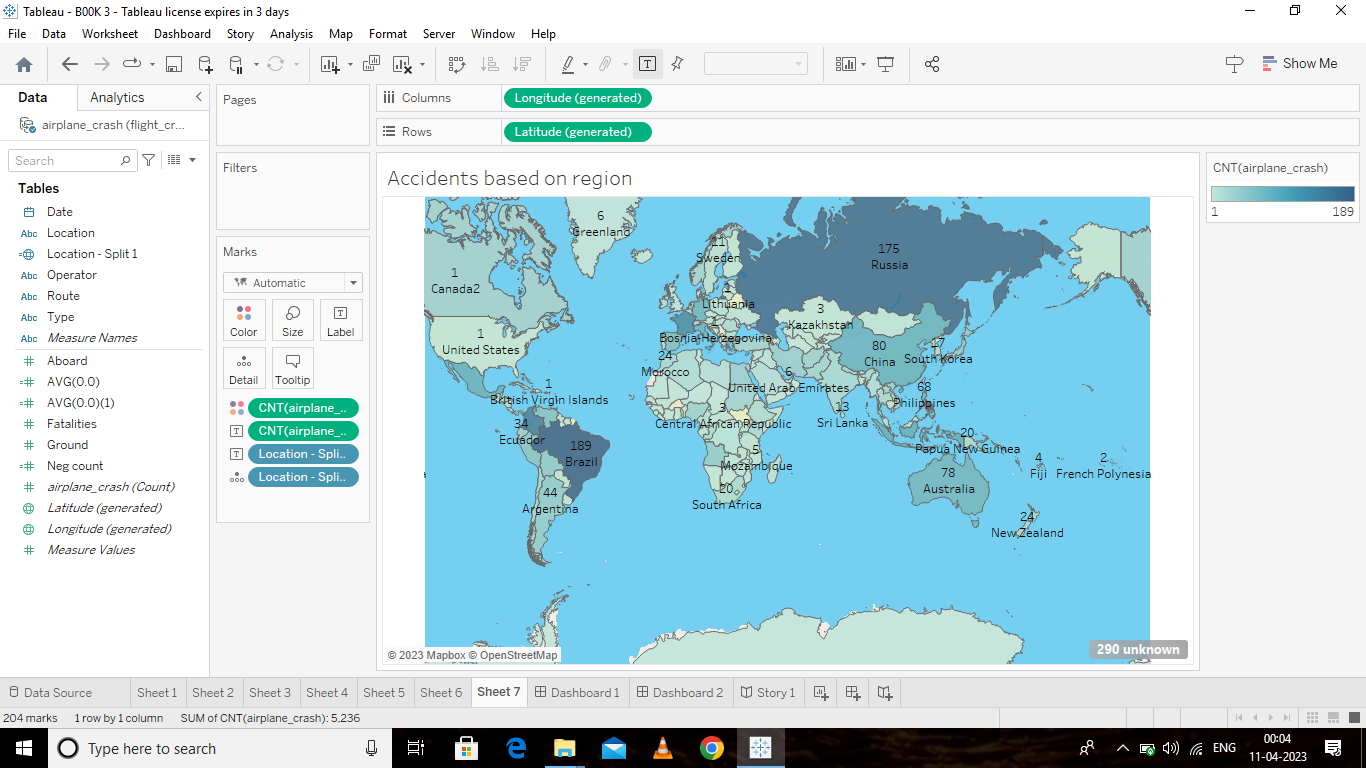 Tableau - B00K 3 - Tableau license expires in 3 days
File Data Worksheet Dashboard Story Analysis Map Format Server Window Help
Show Me
Data Analytics
airplane_crash (flight_cr...
Search
Tables
Date
Abc Location
Location - Split 1
Abc Operator
Abc Route
Abc Type
Abc Measure Names
Aboard
AVG(0.0)
AVG(0.0)(1)
Fatalities
Ground
Neg count
airplane_crash (Count)
Latitude (generated)
Longitude (generated)
Measure Values
Pages
Filters
Marks
Automatic
Color Size Label
Detail Tooltip
CNT(airplane_..
CNT(airplane_..
Location - Spli..
Location - Spli..
Columns Longitude (generated)
Rows Latitude (generated)
Accidents based on region
6
Greenland
11
Sweden
175
Russia
1
Canada2
1
Lithuania
3
Kazakhstan
1
United States
Bosnia-Herzegovina
80
China
17
South Korea
24
Morocco
6
United Arab Emirates
1
British Virgin Islands
68
Philippines
3
Central African Republic
13
Sri Lanka
34
Ecuador
189
Brazil
20
Papua New Guinea
5
Mozambique
4
Fiji
2
French Polynesia
78
Australia
44
Argentina
20
South Africa
24
New Zealand
© 2023 Mapbox © OpenStreetMap
290 unknown
CNT(airplane_crash)
1 189
Data Source Sheet 1 Sheet 2 Sheet 3 Sheet 4 Sheet 5 Sheet 6 Sheet 7 Dashboard 1 Dashboard 2 Story 1
204 marks 1 row by 1 column SUM of CNT(airplane_crash): 5,236
Type here to search
ENG
00:04
11-04-2023